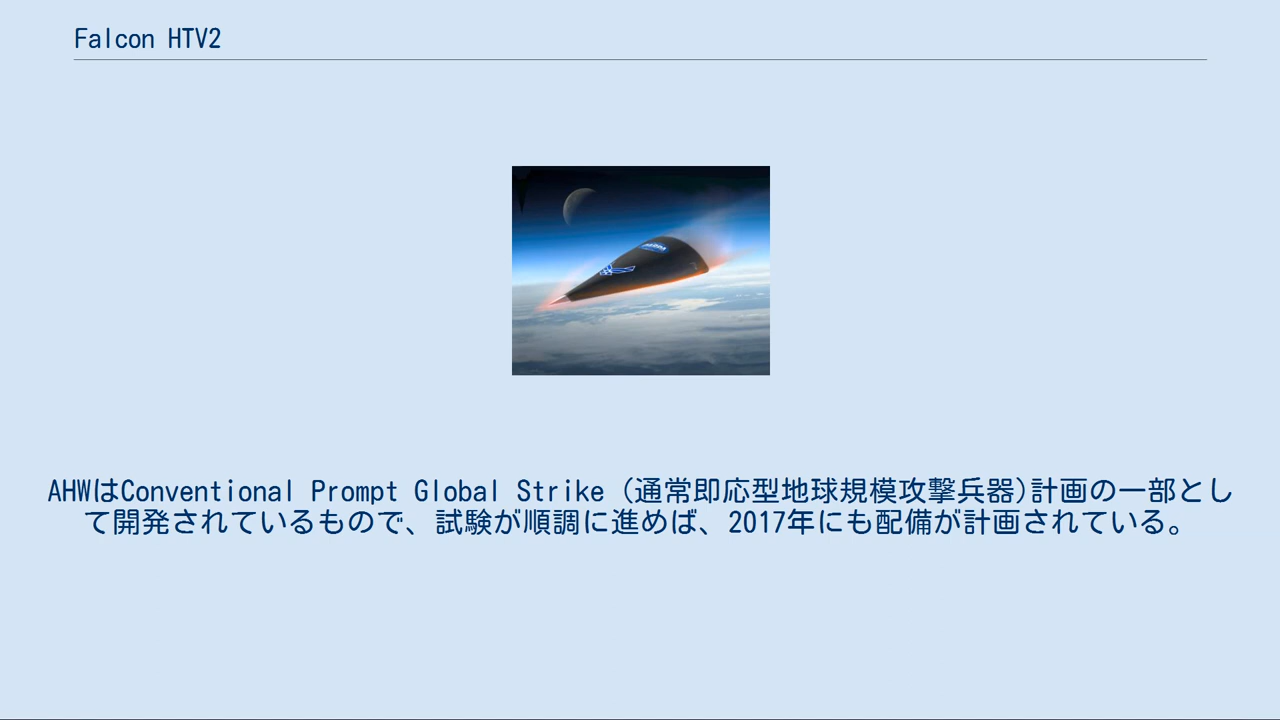 Falcon HTV2
AHWはConventional Prompt Global Strike (通常即応型地球規模攻撃兵器)計画の一部とし
て開発されているもので、試験が順調に進めば、2017年にも配備が計画されている。